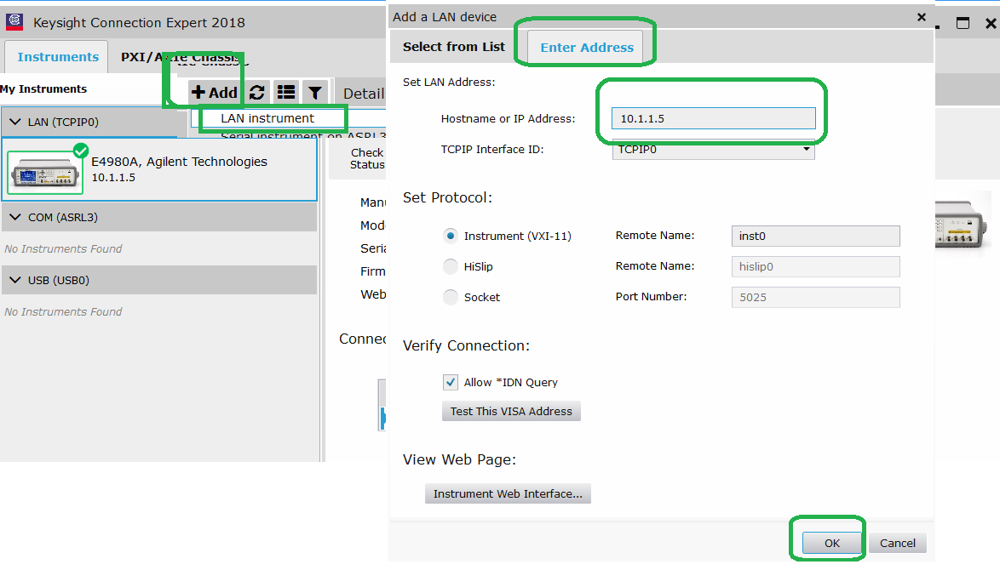 Keysight Connection Expert 2018
Instruments
PXI/AXIe Chassis
My Instruments
Add
Detail
LAN instrument
Serial instrument on ASRL3
LAN (TCPIP0)
E4980A, Agilent Technologies
10.1.1.5
COM (ASRL3)
No Instruments Found
USB (USB0)
No Instruments Found
Check
Status
Manu
Mode
Seria
Firm
Web
Connec
Add a LAN device
Select from List
Enter Address
Set LAN Address:
Hostname or IP Address:
10.1.1.5
TCPIP Interface ID:
TCPIP0
Set Protocol:
Instrument (VXI-11)
Remote Name:
inst0
HiSlip
Remote Name:
hislip0
Socket
Port Number:
5025
Verify Connection:
Allow *IDN Query
Test This VISA Address
View Web Page:
Instrument Web Interface...
OK
Cancel